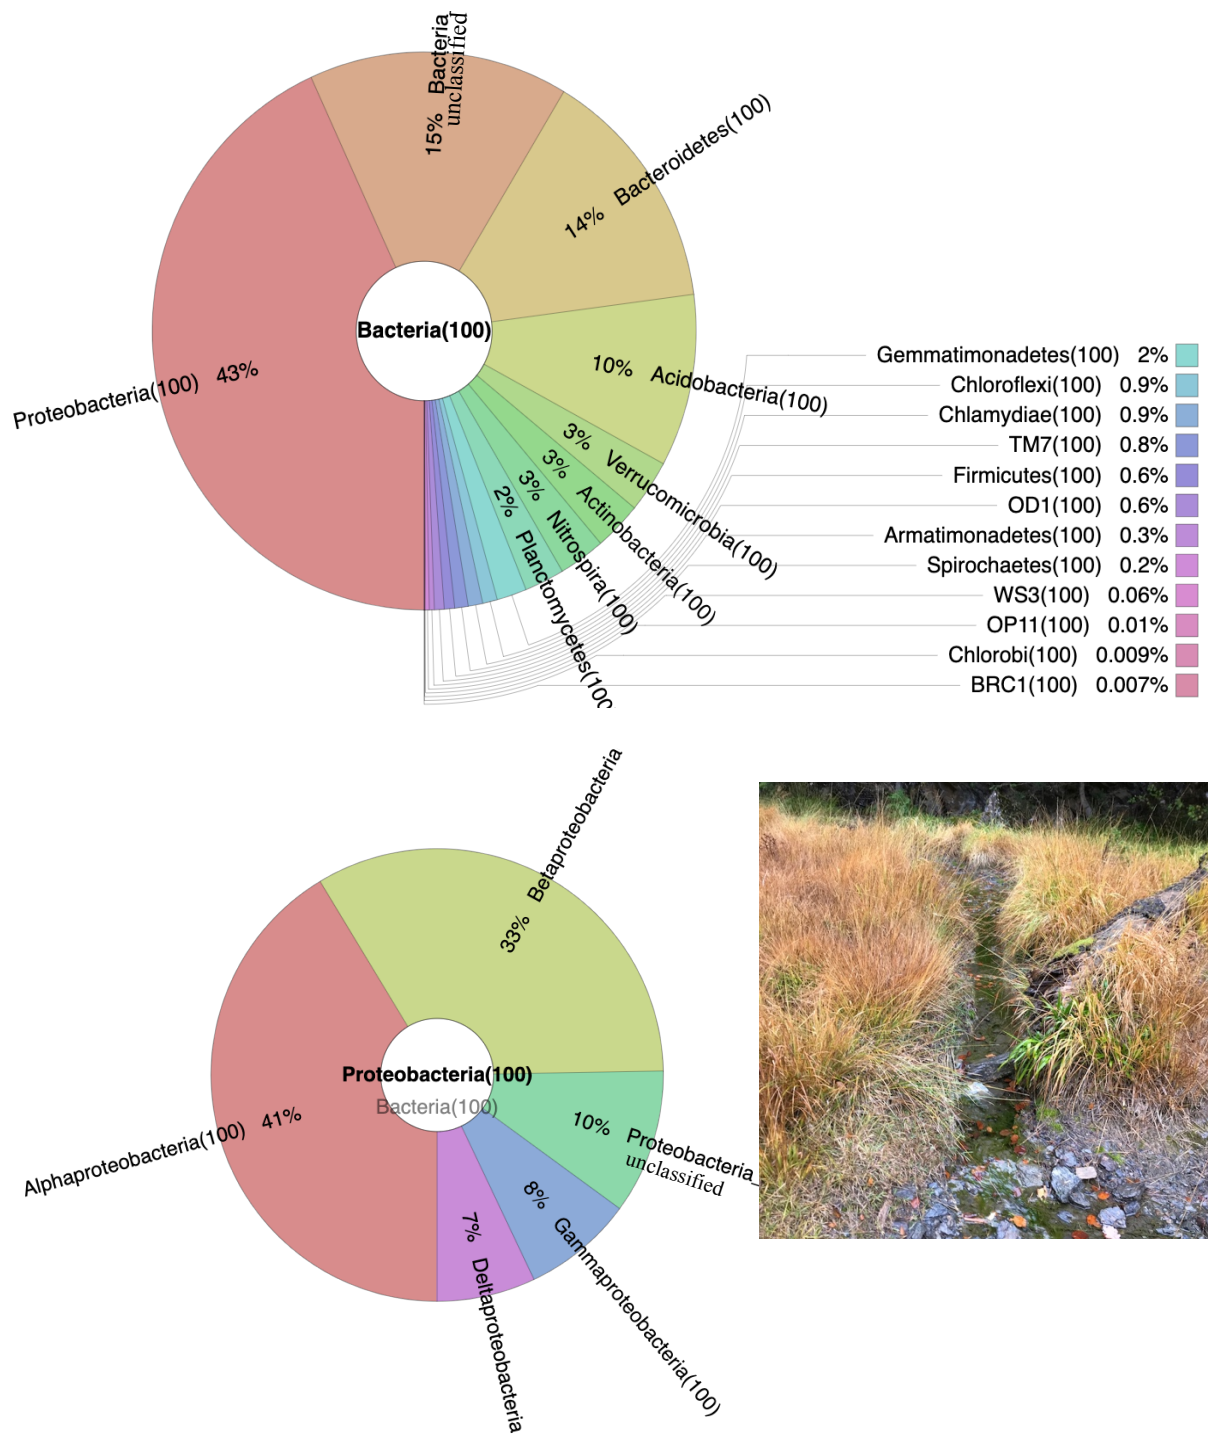 15% Bacteria_
unclassified
14% Bacteroidetes(100)
Bacteria(100)
Proteobacteria(100) 43%
10% Acidobacteria(100)
3% Verrucomicrobia(100)
3% Actinobacteria(100)
3% Nitrospira(100)
2% Planctomycetes(100
Gemmatimonadetes(100) 2%
Chloroflexi(100) 0.9%
Chlamydiae(100) 0.9%
TM7(100) 0.8%
Firmicutes(100) 0.6%
OD1(100) 0.6%
Armatimonadetes(100) 0.3%
Spirochaetes(100) 0.2%
WS3(100) 0.06%
OP11(100) 0.01%
Chlorobi(100) 0.009%
BRC1(100) 0.007%
33% Betaproteobacteria
Proteobacteria(100)
Bacteria(100)
Alphaproteobacteria(100) 41%
10% Proteobacteria_
unclassified
8% Gammaproteobacteria(100)
7% Deltaproteobacteria